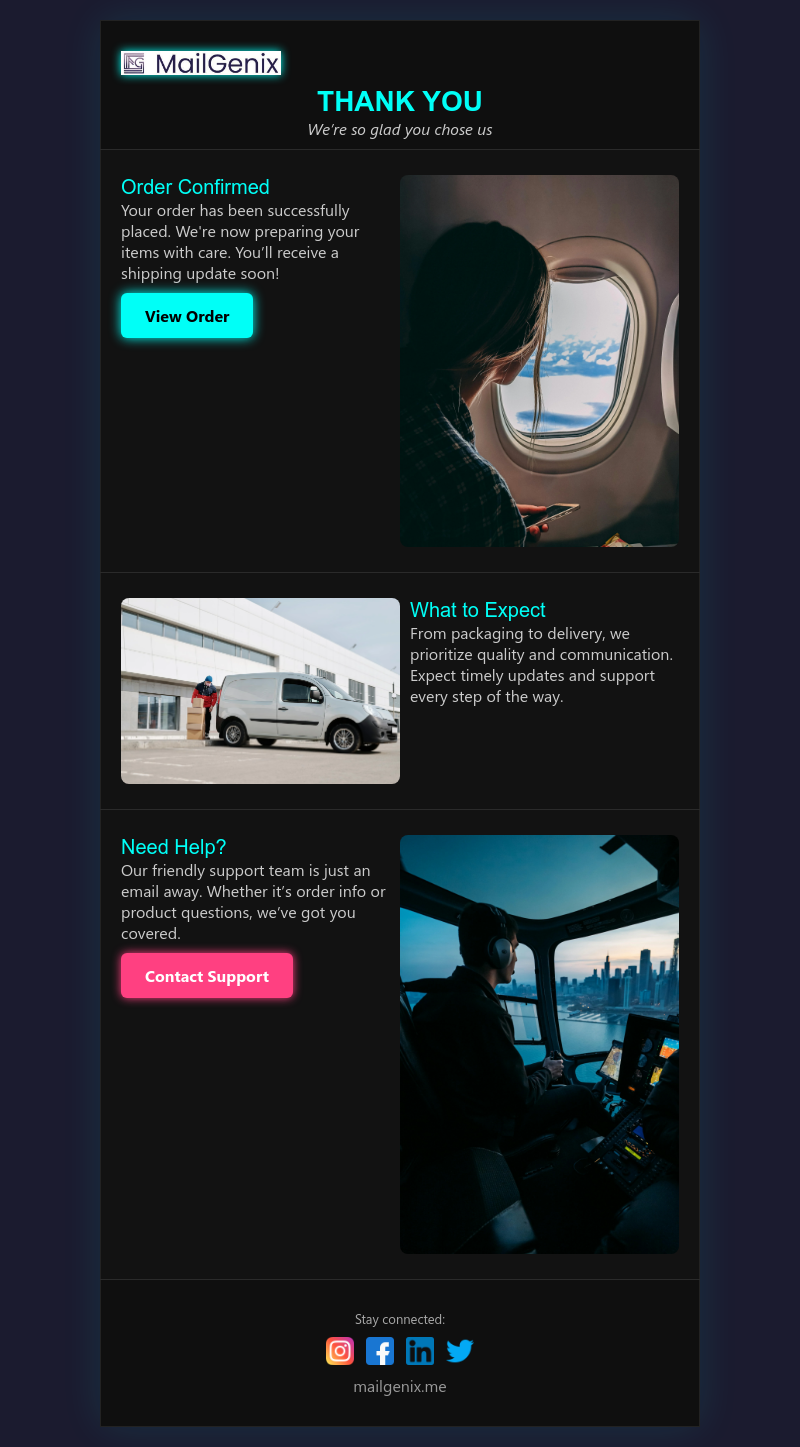 MailGenix
THANK YOU
We're so glad you chose us
Order Confirmed
Your order has been successfully
placed. We're now preparing your
items with care. You’ll receive a
shipping update soon!
View Order
What to Expect
From packaging to delivery, we
prioritize quality and communication.
Expect timely updates and support
every step of the way.
Need Help?
Our friendly support team is just an
email away. Whether it’s order info or
product questions, we’ve got you
covered.
Contact Support
Stay connected:
mailgenix.me